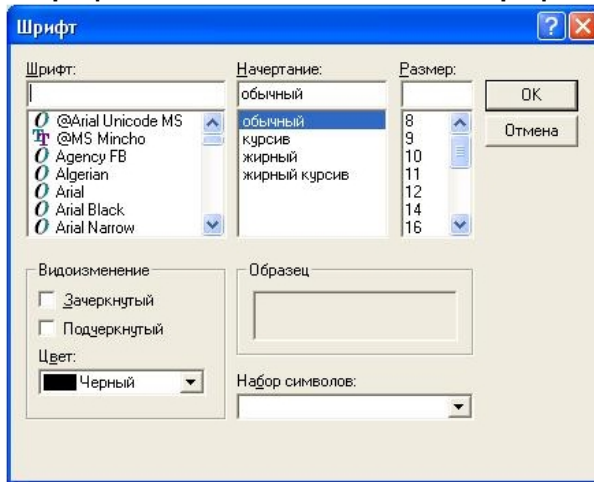 Шрифт
Шрифт:
@Arial Unicode MS
@MS Mincho
Agency FB
Algerian
Arial
Arial Black
Arial Narrow
Начертание:
обычный
обычный
курсив
жирный
жирный курсив
Размер:
8
9
10
11
12
14
16
OK
Отмена
Видоизменение
Зачеркнутый
Подчеркнутый
Цвет:
Черный
Образец
Набор символов: